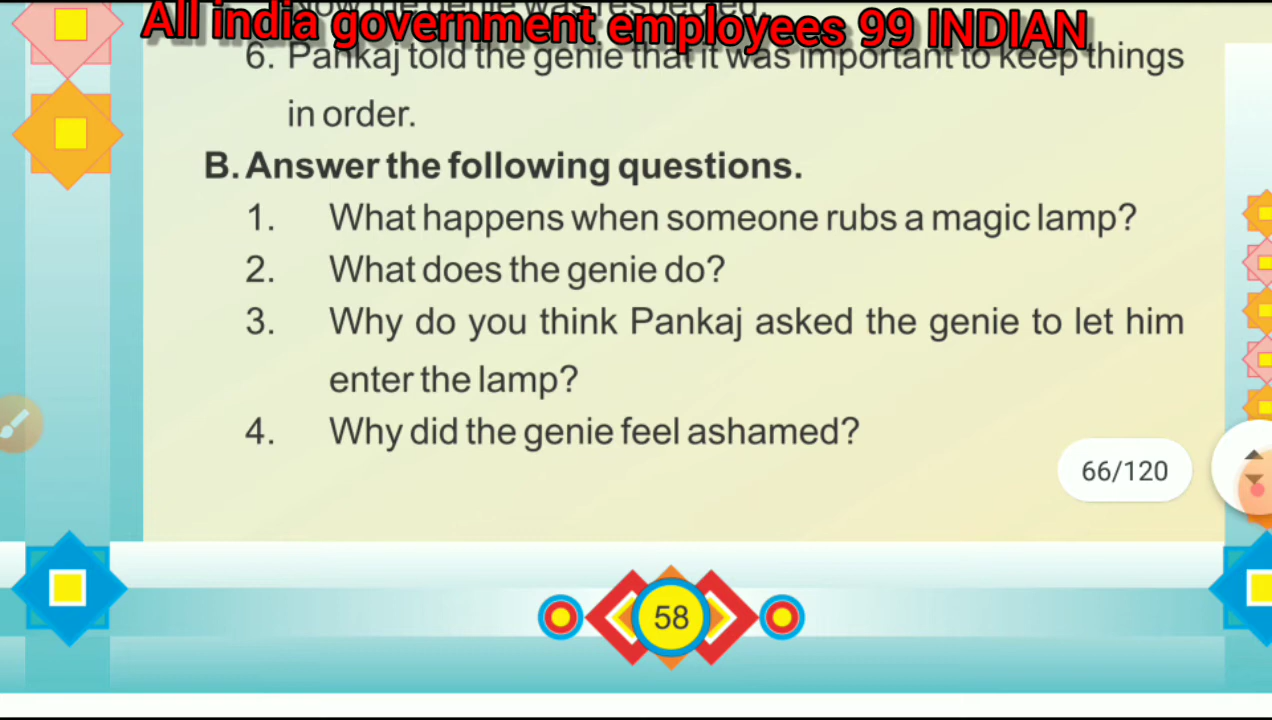 Now the genie was respected.
All india government employees 99 INDIAN
6. Pankaj told the genie that it was important to keep things
in order.
B. Answer the following questions.
1. What happens when someone rubs a magic lamp?
2. What does the genie do?
3. Why do you think Pankaj asked the genie to let him
enter the lamp?
4. Why did the genie feel ashamed?
66/120
58